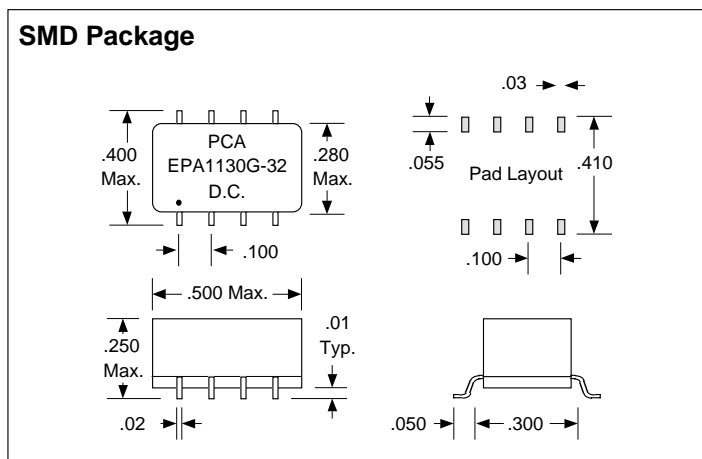 SMD Package
.400
Max.
PCA
EPA1130G-32
D.C.
.280
Max.
.100
.03
.055
Pad Layout
.410
.100
.500 Max.
.250
Max.
.01
Typ.
.02
.050
.300